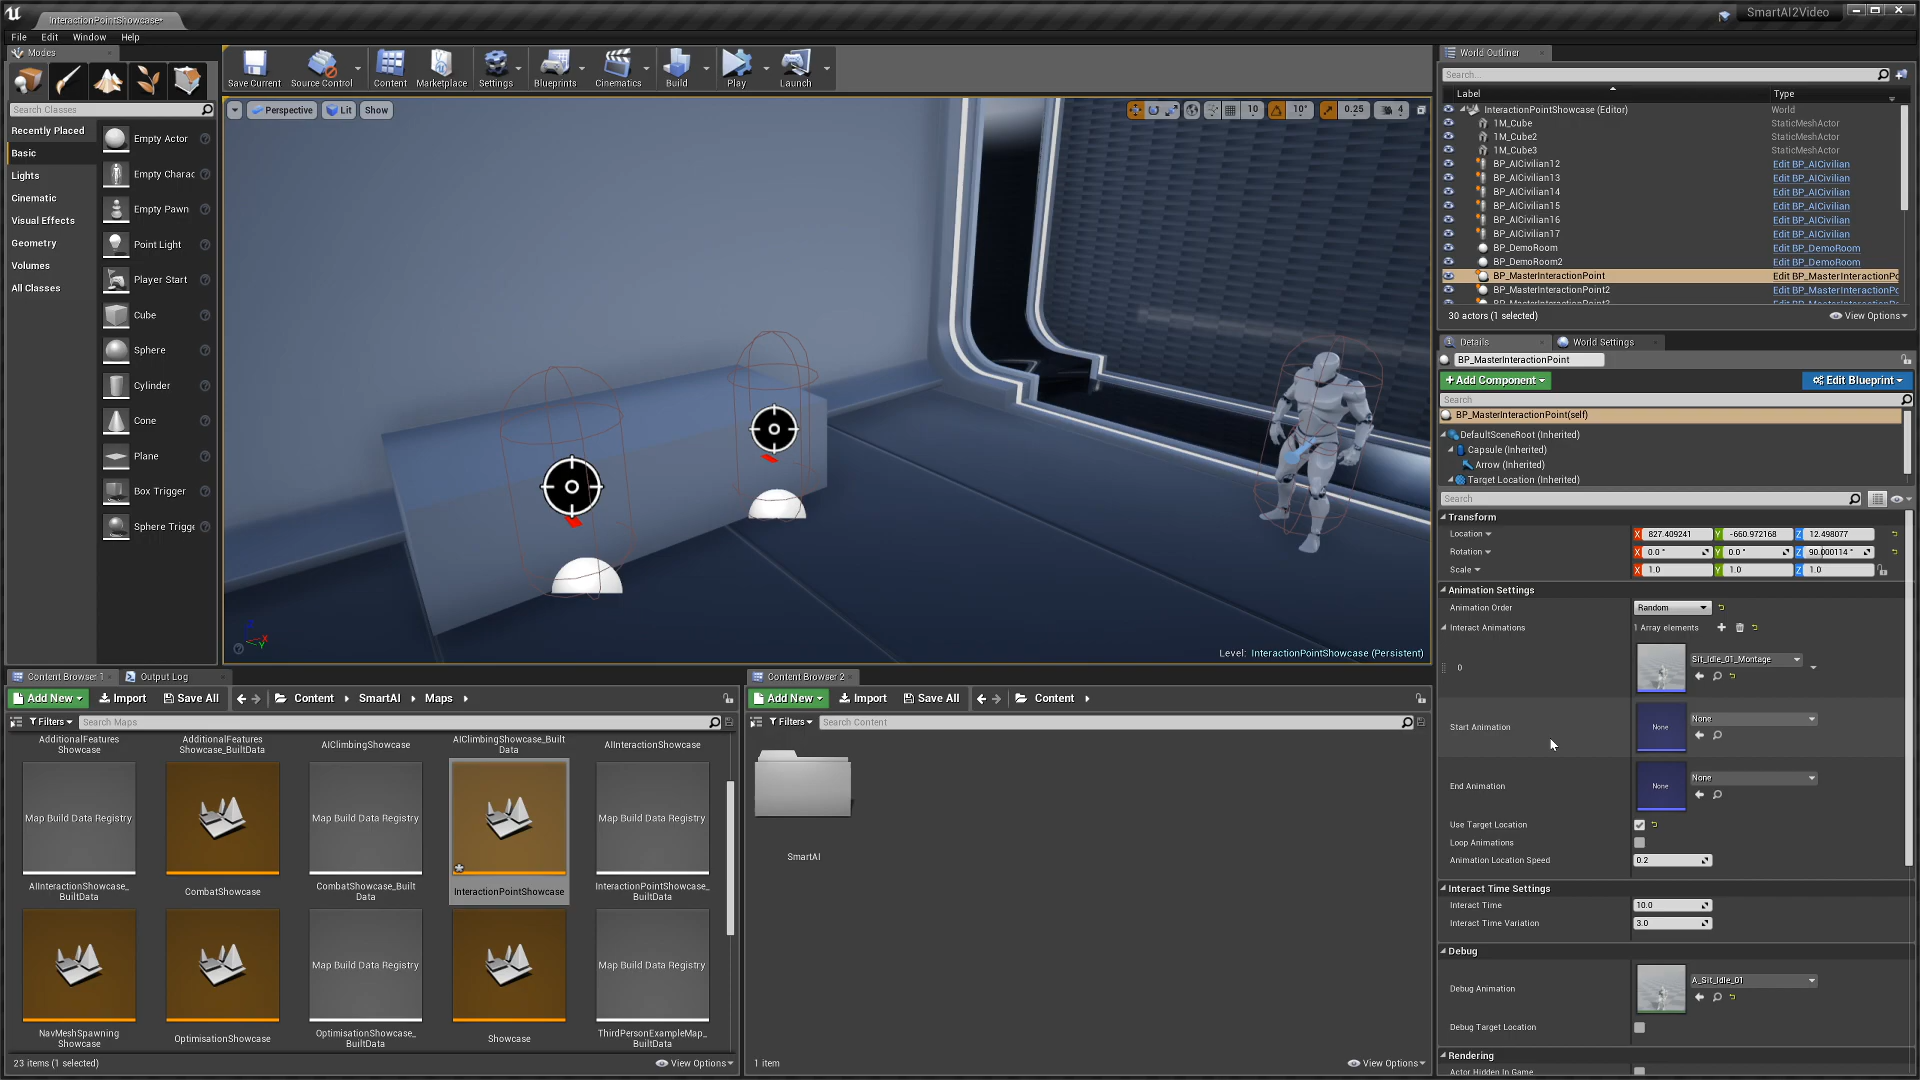 InteractionPointShowcase*
SmartAI2Video
File Edit Window Help
Modes
Search Classes
Recently Placed
Basic
Lights
Cinematic
Visual Effects
Geometry
Volumes
All Classes
Empty Actor
Empty Charac
Empty Pawn
Point Light
Player Start
Cube
Sphere
Cylinder
Cone
Plane
Box Trigger
Sphere Trigge
Save Current Source Control Content Marketplace Settings Blueprints Cinematics Build Play Launch
Perspective Lit Show
10 10° 0.25 4
Level: InteractionPointShowcase (Persistent)
World Outliner
Search...
Label Type
InteractionPointShowcase (Editor) World
1M_Cube StaticMeshActor
1M_Cube2 StaticMeshActor
1M_Cube3 StaticMeshActor
BP_AICivilian12 Edit BP_AICivilian
BP_AICivilian13 Edit BP_AICivilian
BP_AICivilian14 Edit BP_AICivilian
BP_AICivilian15 Edit BP_AICivilian
BP_AICivilian16 Edit BP_AICivilian
BP_AICivilian17 Edit BP_AICivilian
BP_DemoRoom Edit BP_DemoRoom
BP_DemoRoom2 Edit BP_DemoRoom
BP_MasterInteractionPoint Edit BP_MasterInteractionPo
BP_MasterInteractionPoint2 Edit BP_MasterInteractionPo
30 actors (1 selected) View Options
Details World Settings
BP_MasterInteractionPoint
+ Add Component Edit Blueprint
Search
BP_MasterInteractionPoint(self)
DefaultSceneRoot (Inherited)
Capsule (Inherited)
Arrow (Inherited)
Target Location (Inherited)
Search
Transform
Location X 827.409241 Y -660.972168 Z 12.498077
Rotation X 0.0 ° Y 0.0 ° Z 90.000114 °
Scale X 1.0 Y 1.0 Z 1.0
Animation Settings
Animation Order Random
Interact Animations 1 Array elements
0 Sit_Idle_01_Montage
Start Animation None None
End Animation None None
Use Target Location
Loop Animations
Animation Location Speed 0.2
Interact Time Settings
Interact Time 10.0
Interact Time Variation 3.0
Debug
Debug Animation A_Sit_Idle_01
Debug Target Location
Rendering
Actor Hidden In Game
Content Browser 1 Output Log
Add New Import Save All Content SmartAI Maps
Filters Search Maps
AdditionalFeatures Showcase
AdditionalFeatures Showcase_BuiltData
AIClimbingShowcase
AIClimbingShowcase_Built Data
AIInteractionShowcase
Map Build Data Registry
Map Build Data Registry
Map Build Data Registry
AIInteractionShowcase_ BuiltData
CombatShowcase
CombatShowcase_Built Data
InteractionPointShowcase
InteractionPointShowcase_ BuiltData
Map Build Data Registry
Map Build Data Registry
NavMeshSpawning Showcase
OptimisationShowcase
OptimisationShowcase_ BuiltData
Showcase
ThirdPersonExampleMap_ BuiltData
23 items (1 selected) View Options
Content Browser 2
Add New Import Save All Content
Filters Search Content
SmartAI
1 item View Options